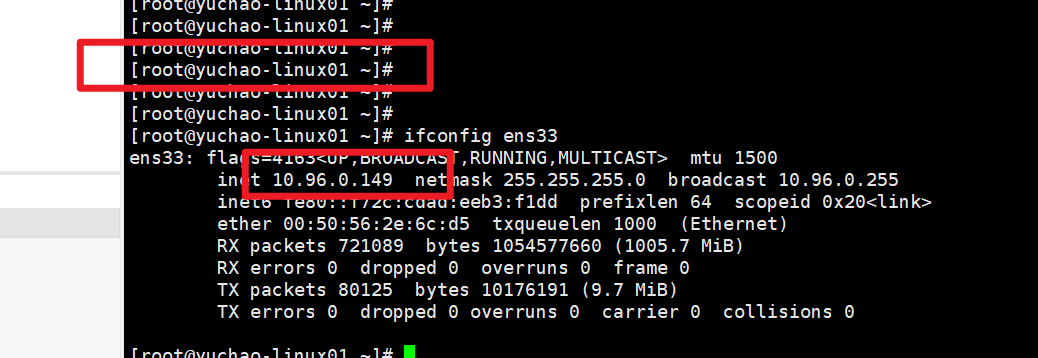 [root@yuchao-linux01 ~]#
[root@yuchao-linux01 ~]#
[root@yuchao-linux01 ~]#
[root@yuchao-linux01 ~]#
[root@yuchao-linux01 ~]#
[root@yuchao-linux01 ~]#
[root@yuchao-linux01 ~]# ifconfig ens33
ens33: flags=4163<UP,BROADCAST,RUNNING,MULTICAST>  mtu 1500
inet 10.96.0.149  netmask 255.255.255.0  broadcast 10.96.0.255
inet6 fe80::f72c:cdad:eeb3:f1dd  prefixlen 64  scopeid 0x20<link>
ether 00:50:56:2e:6c:d5  txqueuelen 1000  (Ethernet)
RX packets 721089  bytes 1054577660 (1005.7 MiB)
RX errors 0  dropped 0  overruns 0  frame 0
TX packets 80125  bytes 10176191 (9.7 MiB)
TX errors 0  dropped 0 overruns 0  carrier 0  collisions 0
[root@yuchao-linux01 ~]#